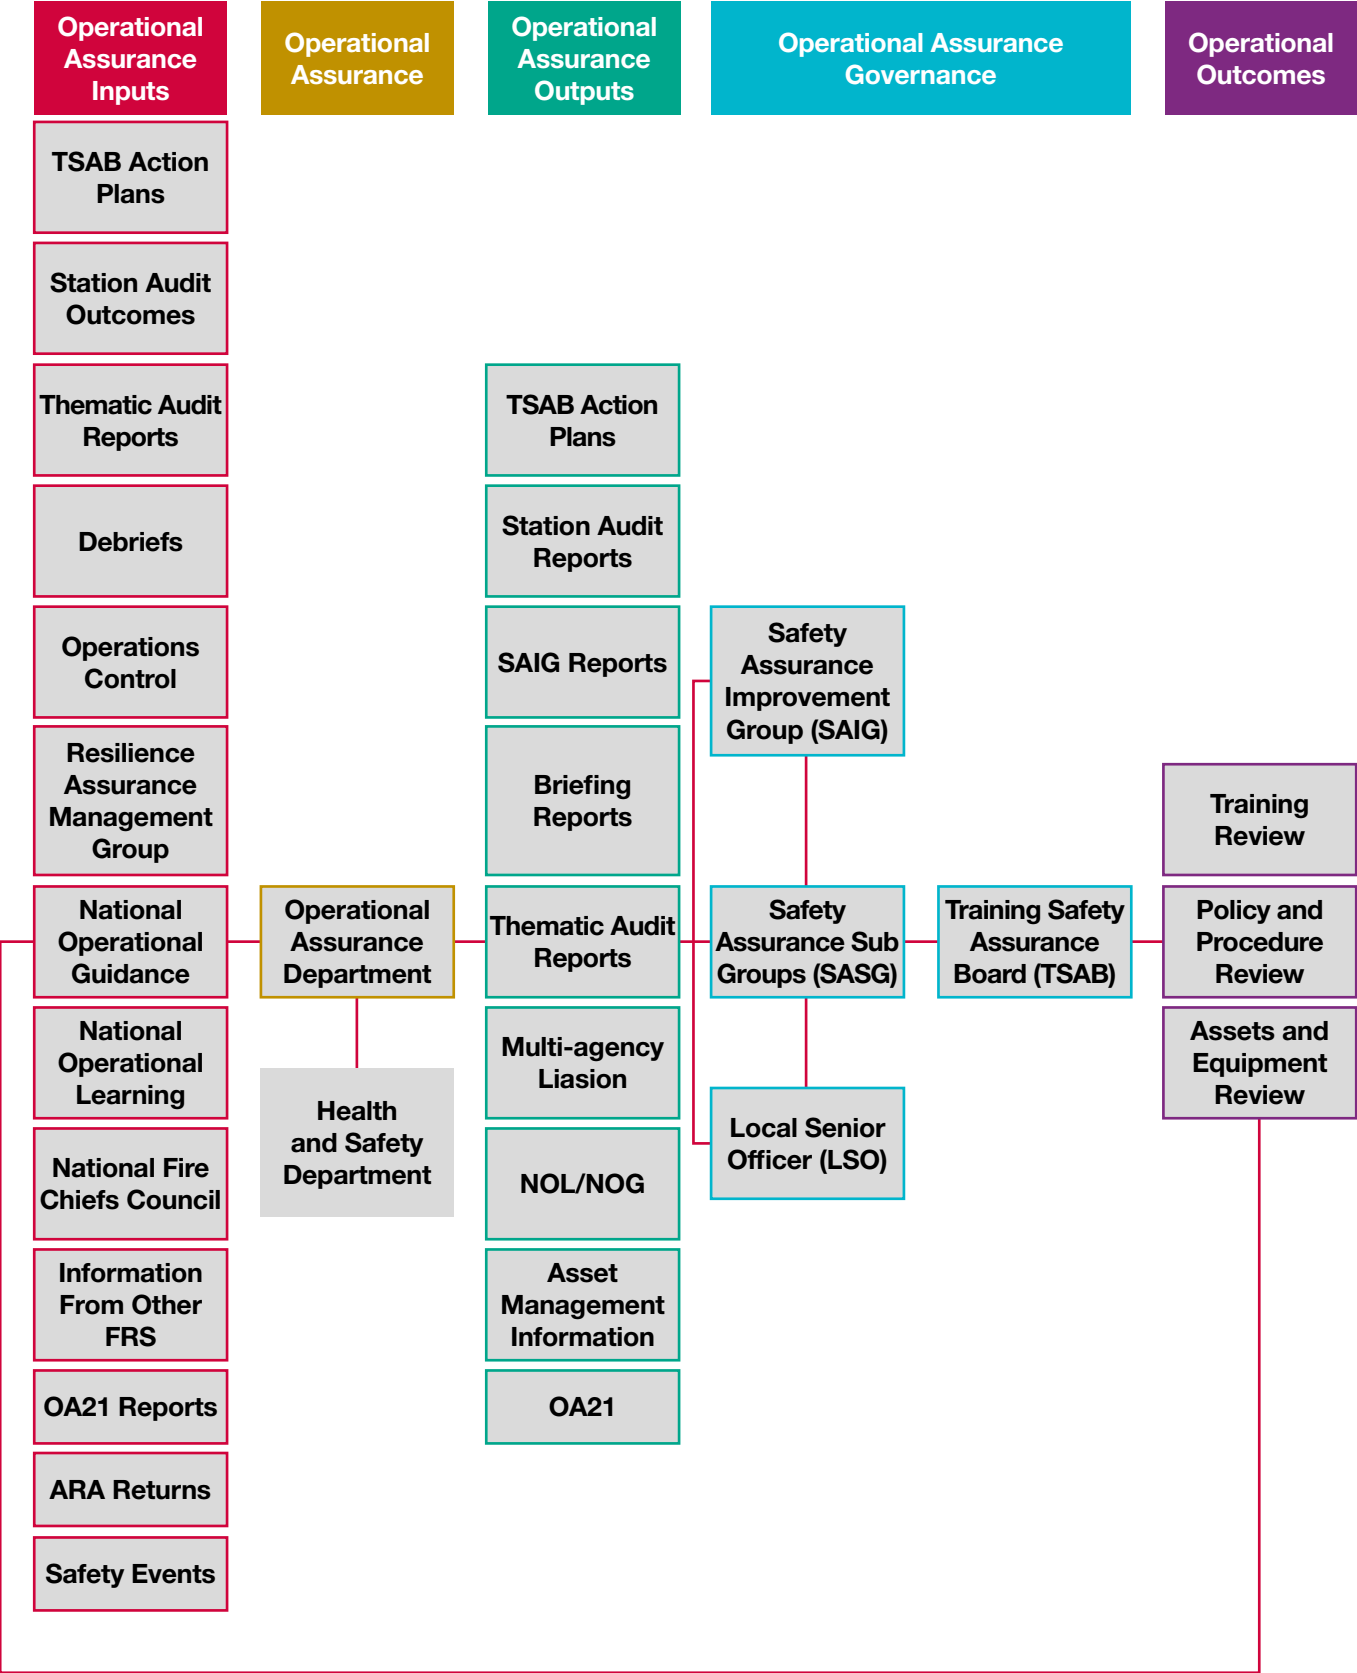 Operational
Assurance
Inputs
Operational
Assurance
Operational
Assurance
Outputs
Operational Assurance
Governance
Operational
Outcomes
TSAB Action
Plans
Station Audit
Outcomes
Thematic Audit
Reports
Debriefs
Operations
Control
Resilience
Assurance
Management
Group
National
Operational
Guidance
National
Operational
Learning
National Fire
Chiefs Council
Information
From Other
FRS
OA21 Reports
ARA Returns
Safety Events
Operational
Assurance
Department
Health
and Safety
Department
TSAB Action
Plans
Station Audit
Reports
SAIG Reports
Briefing
Reports
Thematic Audit
Reports
Multi-agency
Liasion
NOL/NOG
Asset
Management
Information
OA21
Safety
Assurance
Improvement
Group (SAIG)
Safety
Assurance Sub
Groups (SASG)
Local Senior
Officer (LSO)
Training Safety
Assurance
Board (TSAB)
Training
Review
Policy and
Procedure
Review
Assets and
Equipment
Review